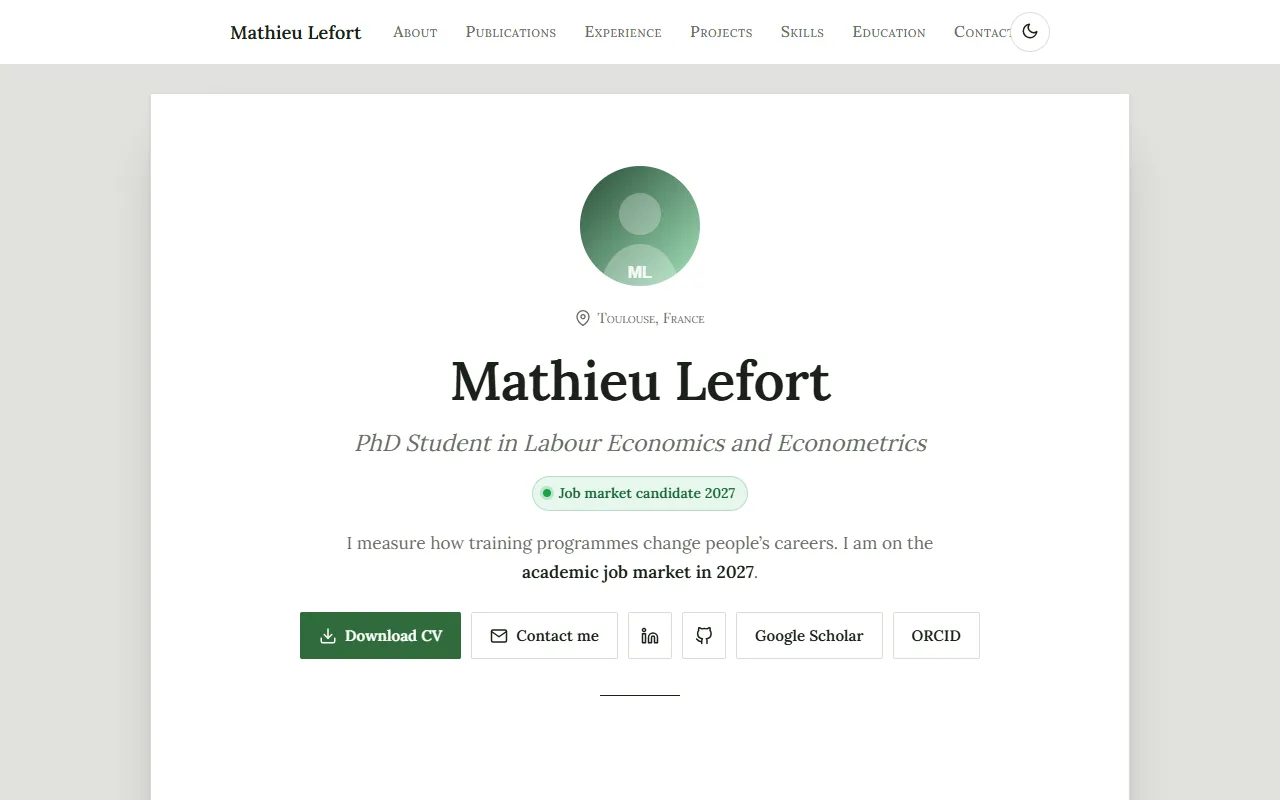 Mathieu Lefort About Publications Experience Projects Skills Education Contact
ML
Toulouse, France
Mathieu Lefort
PhD Student in Labour Economics and Econometrics
Job market candidate 2027
I measure how training programmes change people’s careers. I am on the
academic job market in 2027.
Download CV Contact me in Google Scholar ORCID